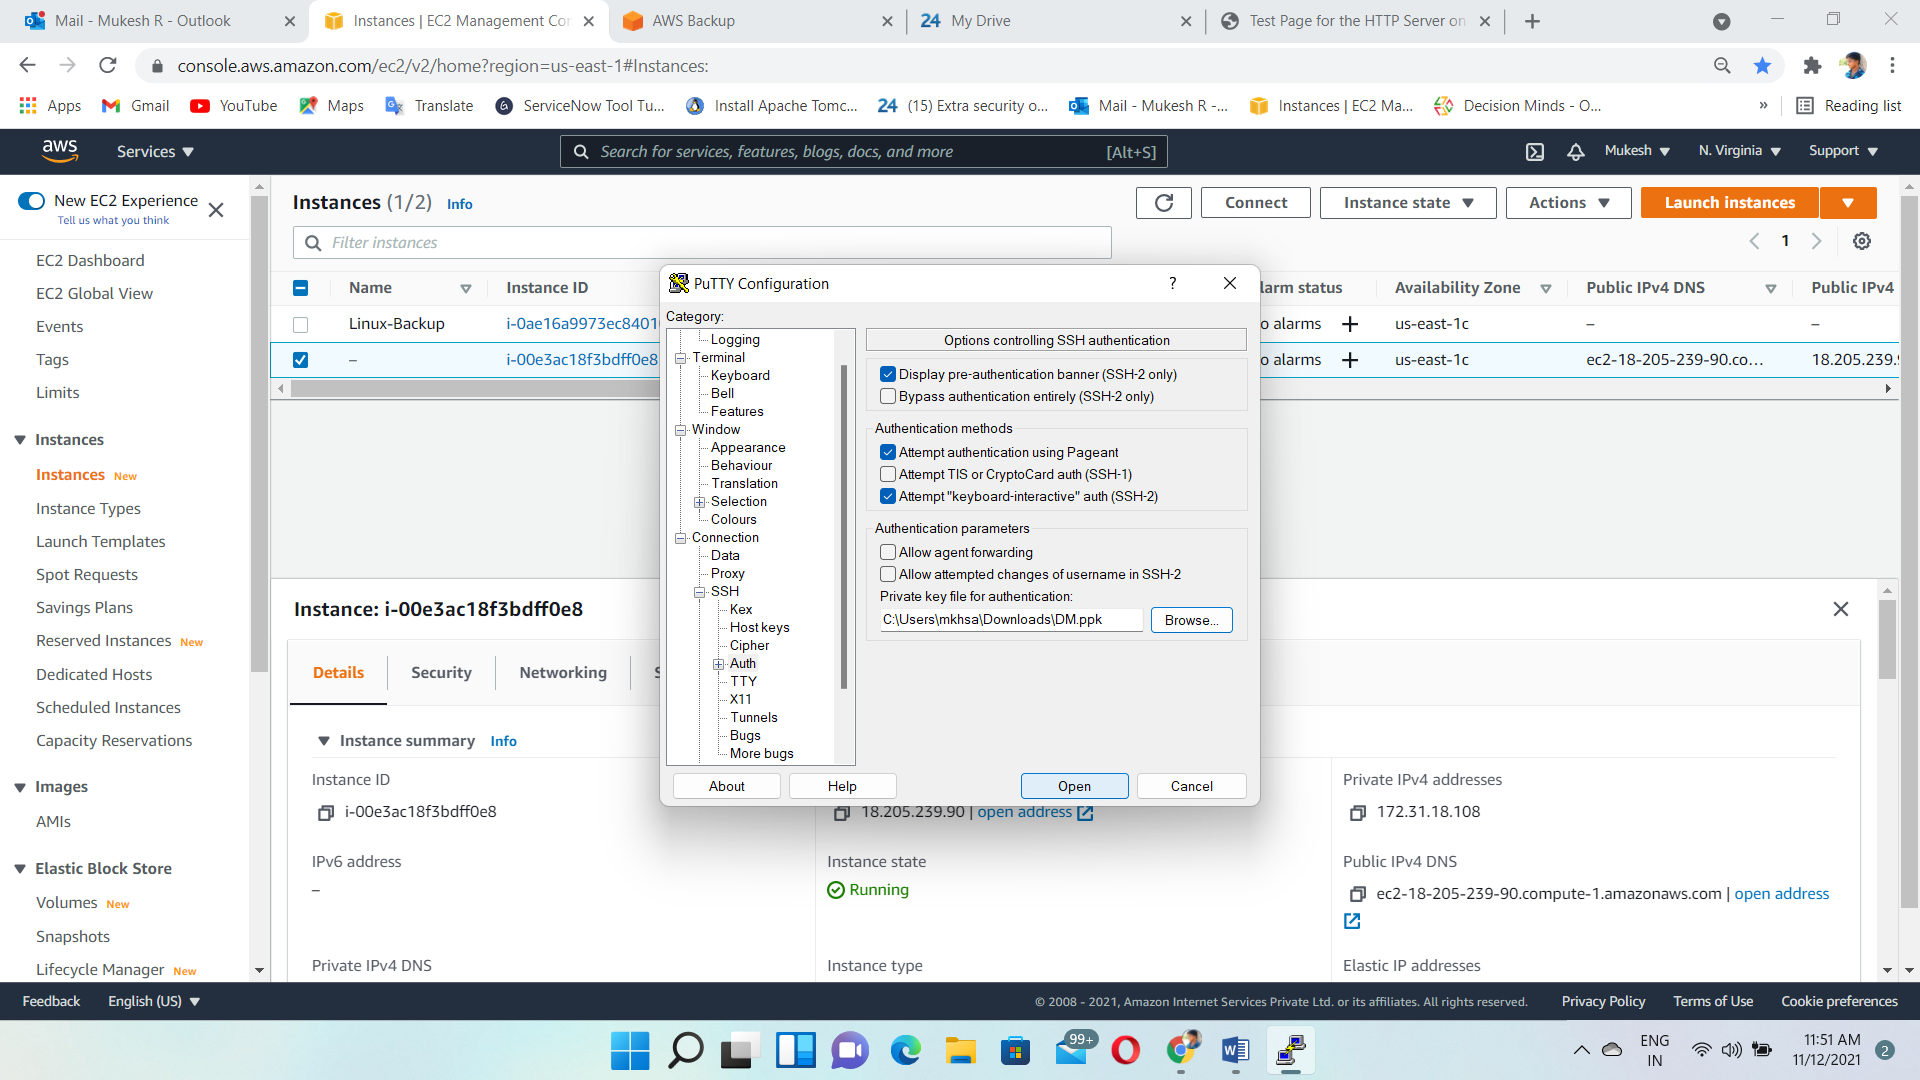 Mail - Mukesh R - Outlook
Instances | EC2 Management Con
AWS Backup
24 My Drive
Test Page for the HTTP Server on
console.aws.amazon.com/ec2/v2/home?region=us-east-1#Instances:
Apps
Gmail
YouTube
Maps
Translate
ServiceNow Tool Tu...
Install Apache Tomc...
24 (15) Extra security o...
Mail - Mukesh R -...
Instances | EC2 Ma...
Decision Minds - O...
»
Reading list
aws
Services
Search for services, features, blogs, docs, and more
[Alt+S]
Mukesh
N. Virginia
Support
New EC2 Experience
Tell us what you think
EC2 Dashboard
EC2 Global View
Events
Tags
Limits
Instances
Instances New
Instance Types
Launch Templates
Spot Requests
Savings Plans
Reserved Instances New
Dedicated Hosts
Scheduled Instances
Capacity Reservations
Images
AMIs
Elastic Block Store
Volumes New
Snapshots
Lifecycle Manager New
Instances (1/2) Info
Connect
Instance state
Actions
Launch instances
Filter instances
1
Name
Instance ID
larm status
Availability Zone
Public IPv4 DNS
Public IPv4
Linux-Backup
i-0ae16a9973ec8401
o alarms
us-east-1c
–
–
–
i-00e3ac18f3bdff0e8
o alarms
us-east-1c
ec2-18-205-239-90.co...
18.205.239.
PuTTY Configuration
?
Category:
Logging
Terminal
Keyboard
Bell
Features
Window
Appearance
Behaviour
Translation
Selection
Colours
Connection
Data
Proxy
SSH
Kex
Host keys
Cipher
Auth
TTY
X11
Tunnels
Bugs
More bugs
Options controlling SSH authentication
Display pre-authentication banner (SSH-2 only)
Bypass authentication entirely (SSH-2 only)
Authentication methods
Attempt authentication using Pageant
Attempt TIS or CryptoCard auth (SSH-1)
Attempt "keyboard-interactive" auth (SSH-2)
Authentication parameters
Allow agent forwarding
Allow attempted changes of username in SSH-2
Private key file for authentication:
C:\Users\mkhsa\Downloads\DM.ppk
Browse...
About
Help
Open
Cancel
Instance: i-00e3ac18f3bdff0e8
Details
Security
Networking
S
Instance summary Info
Instance ID
i-00e3ac18f3bdff0e8
18.205.239.90 | open address
Private IPv4 addresses
172.31.18.108
IPv6 address
–
Instance state
Running
Public IPv4 DNS
ec2-18-205-239-90.compute-1.amazonaws.com | open address
Private IPv4 DNS
Instance type
Elastic IP addresses
Feedback
English (US)
© 2008 - 2021, Amazon Internet Services Private Ltd. or its affiliates. All rights reserved.
Privacy Policy
Terms of Use
Cookie preferences
99+
ENG
IN
11:51 AM
11/12/2021
2